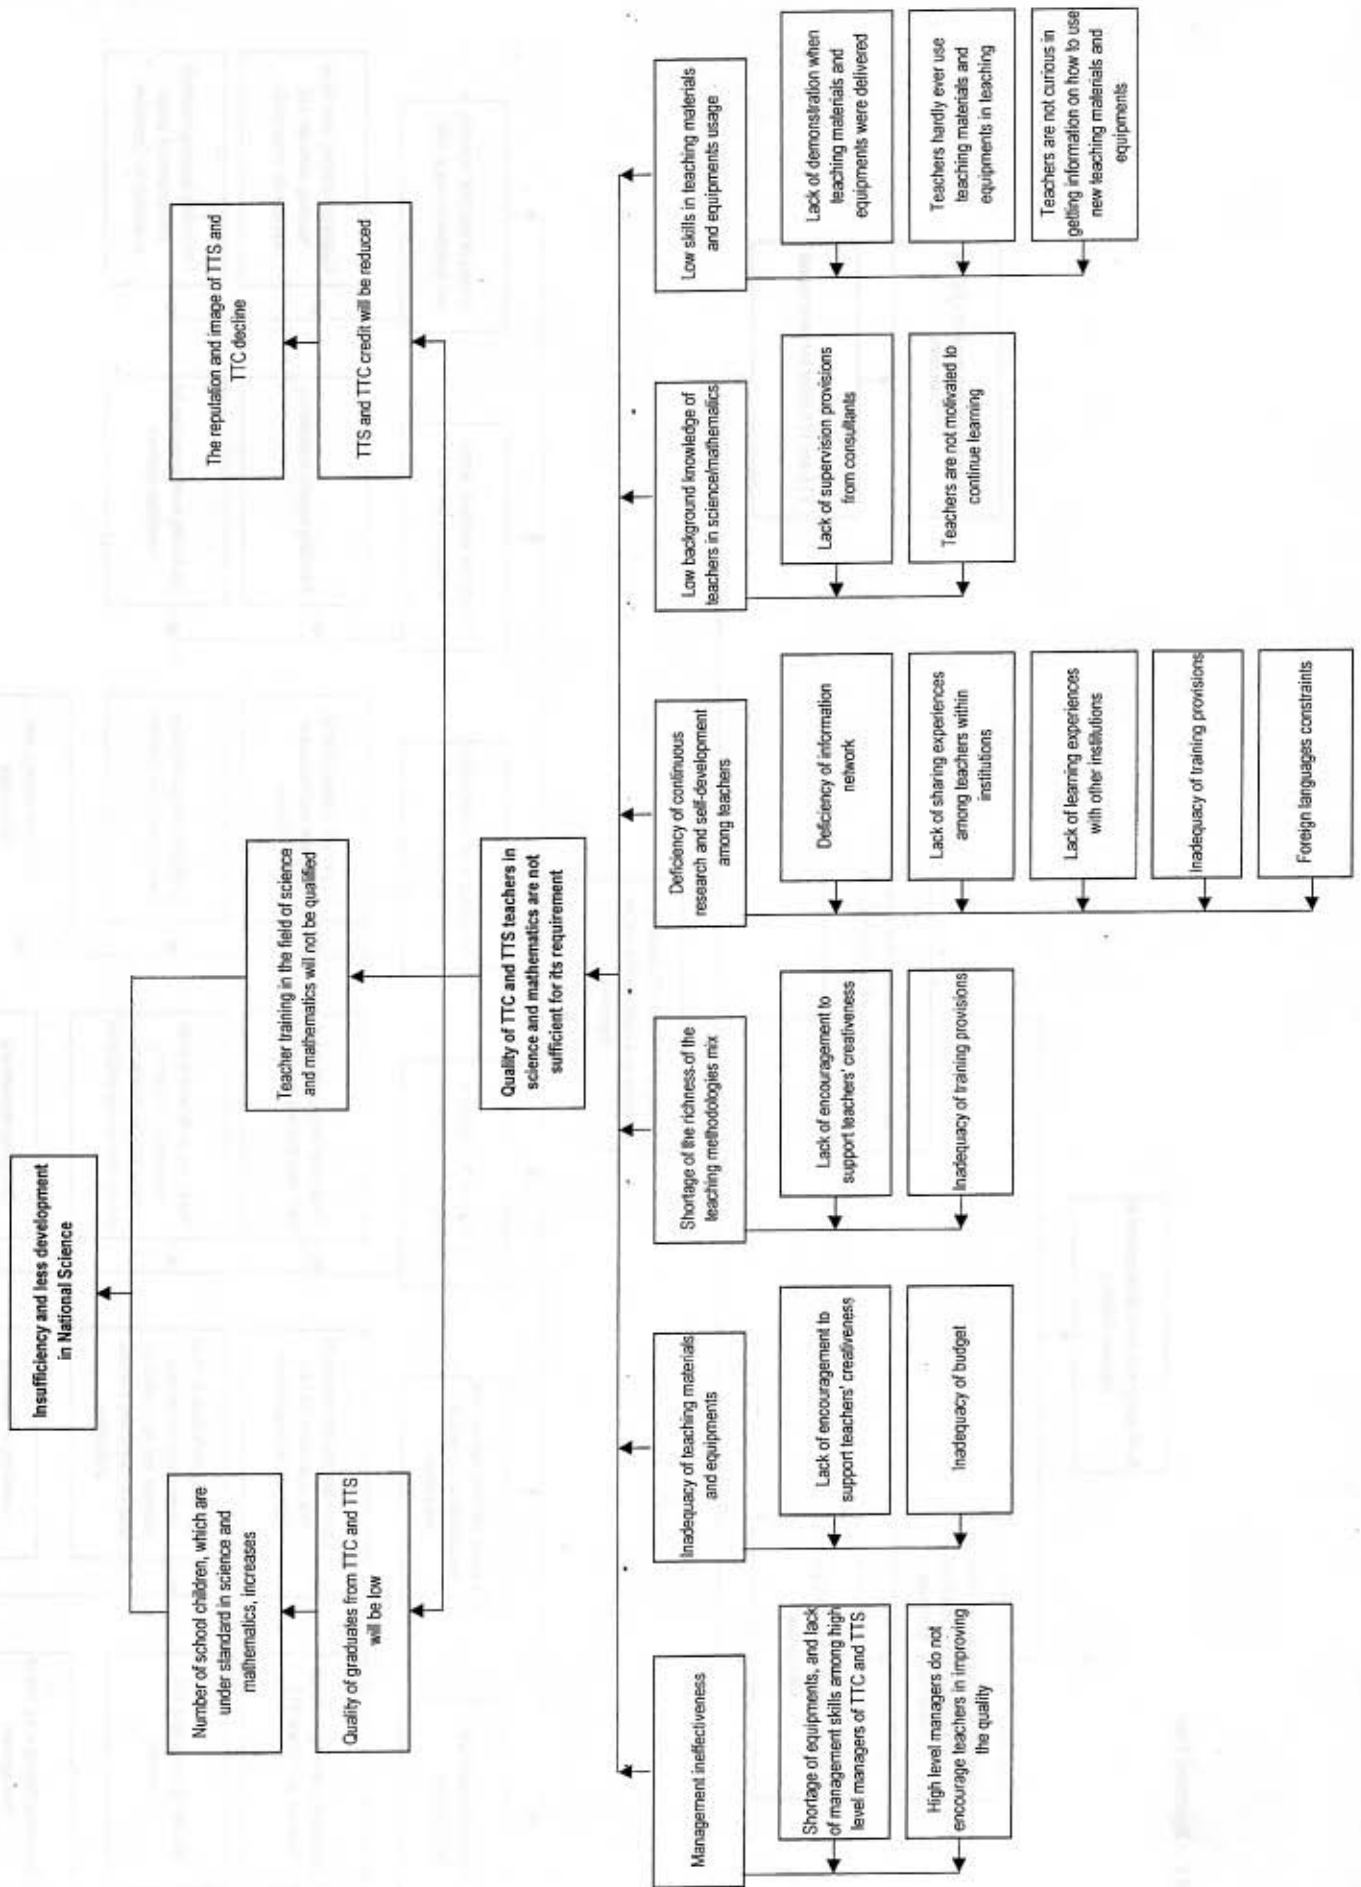 Insufficiency and less development
in National Science
Number of school children, which are
under standard in science and
mathematics, increases
Quality of graduates from TTC and TTS
will be low
Teacher training in the field of science
and mathematics will not be qualified
The reputation and image of TTS and
TTC decline
TTS and TTC credit will be reduced
Quality of TTC and TTS teachers in
science and mathematics are not
sufficient for its requirement
Management ineffectiveness
Shortage of equipments, and lack
of management skills among high
level managers of TTC and TTS
High level managers do not
encourage teachers in improving
the quality
Inadequacy of teaching materials
and equipments
Lack of encouragement to
support teachers' creativeness
Inadequacy of budget
Shortage of the richness of the
teaching methodologies mix
Lack of encouragement to
support teachers' creativeness
Inadequacy of training provisions
Deficiency of continuous
research and self-development
among teachers
Deficiency of information
network
Lack of sharing experiences
among teachers within
institutions
Lack of learning experiences
with other institutions
Inadequacy of training provisions
Foreign languages constraints
Low background knowledge of
teachers in science/mathematics
Lack of supervision provisions
from consultants
Teachers are not motivated to
continue learning
Low skills in teaching materials
and equipments usage
Lack of demonstration when
teaching materials and
equipments were delivered
Teachers hardly ever use
teaching materials and
equipments in teaching
Teachers are not curious in
getting information on how to use
new teaching materials and
equipments